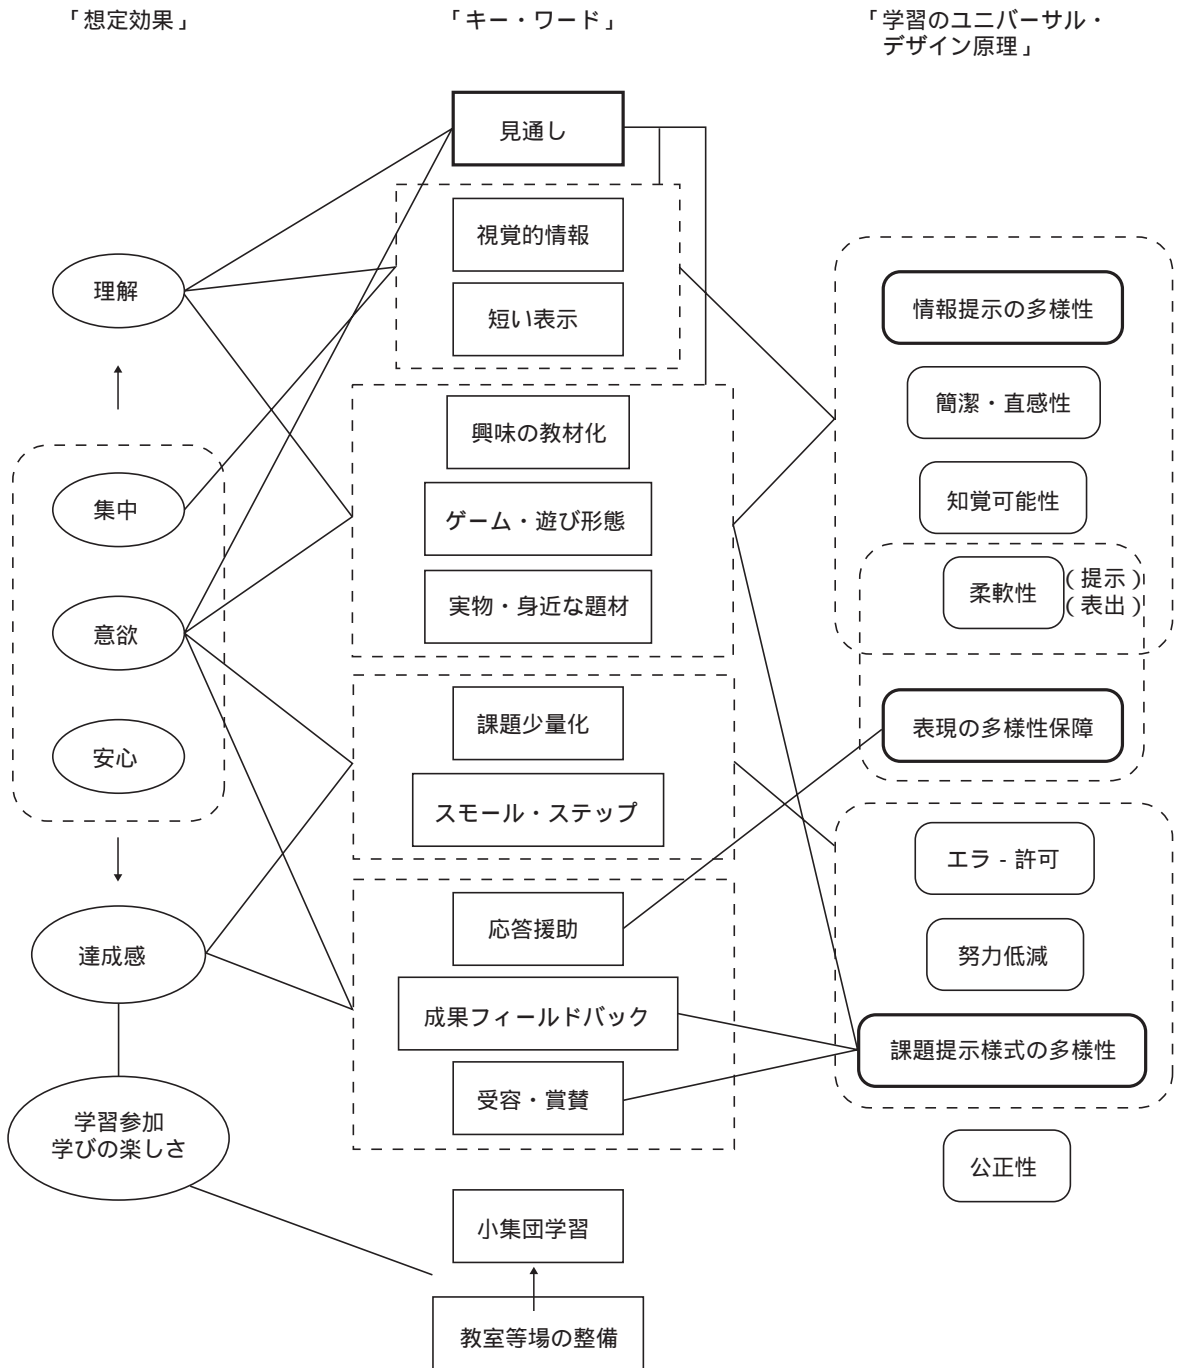 「想定効果」
「キー・ワード」
「学習のユニバーサル・
デザイン原理」
理解
集中
意欲
安心
達成感
学習参加
学びの楽しさ
見通し
視覚的情報
短い表示
興味の教材化
ゲーム・遊び形態
実物・身近な題材
課題少量化
スモール・ステップ
応答援助
成果フィールドバック
受容・賞賛
小集団学習
教室等場の整備
情報提示の多様性
簡潔・直感性
知覚可能性
柔軟性
(提示)
(表出)
表現の多様性保障
エラ-許可
努力低減
課題提示様式の多様性
公正性